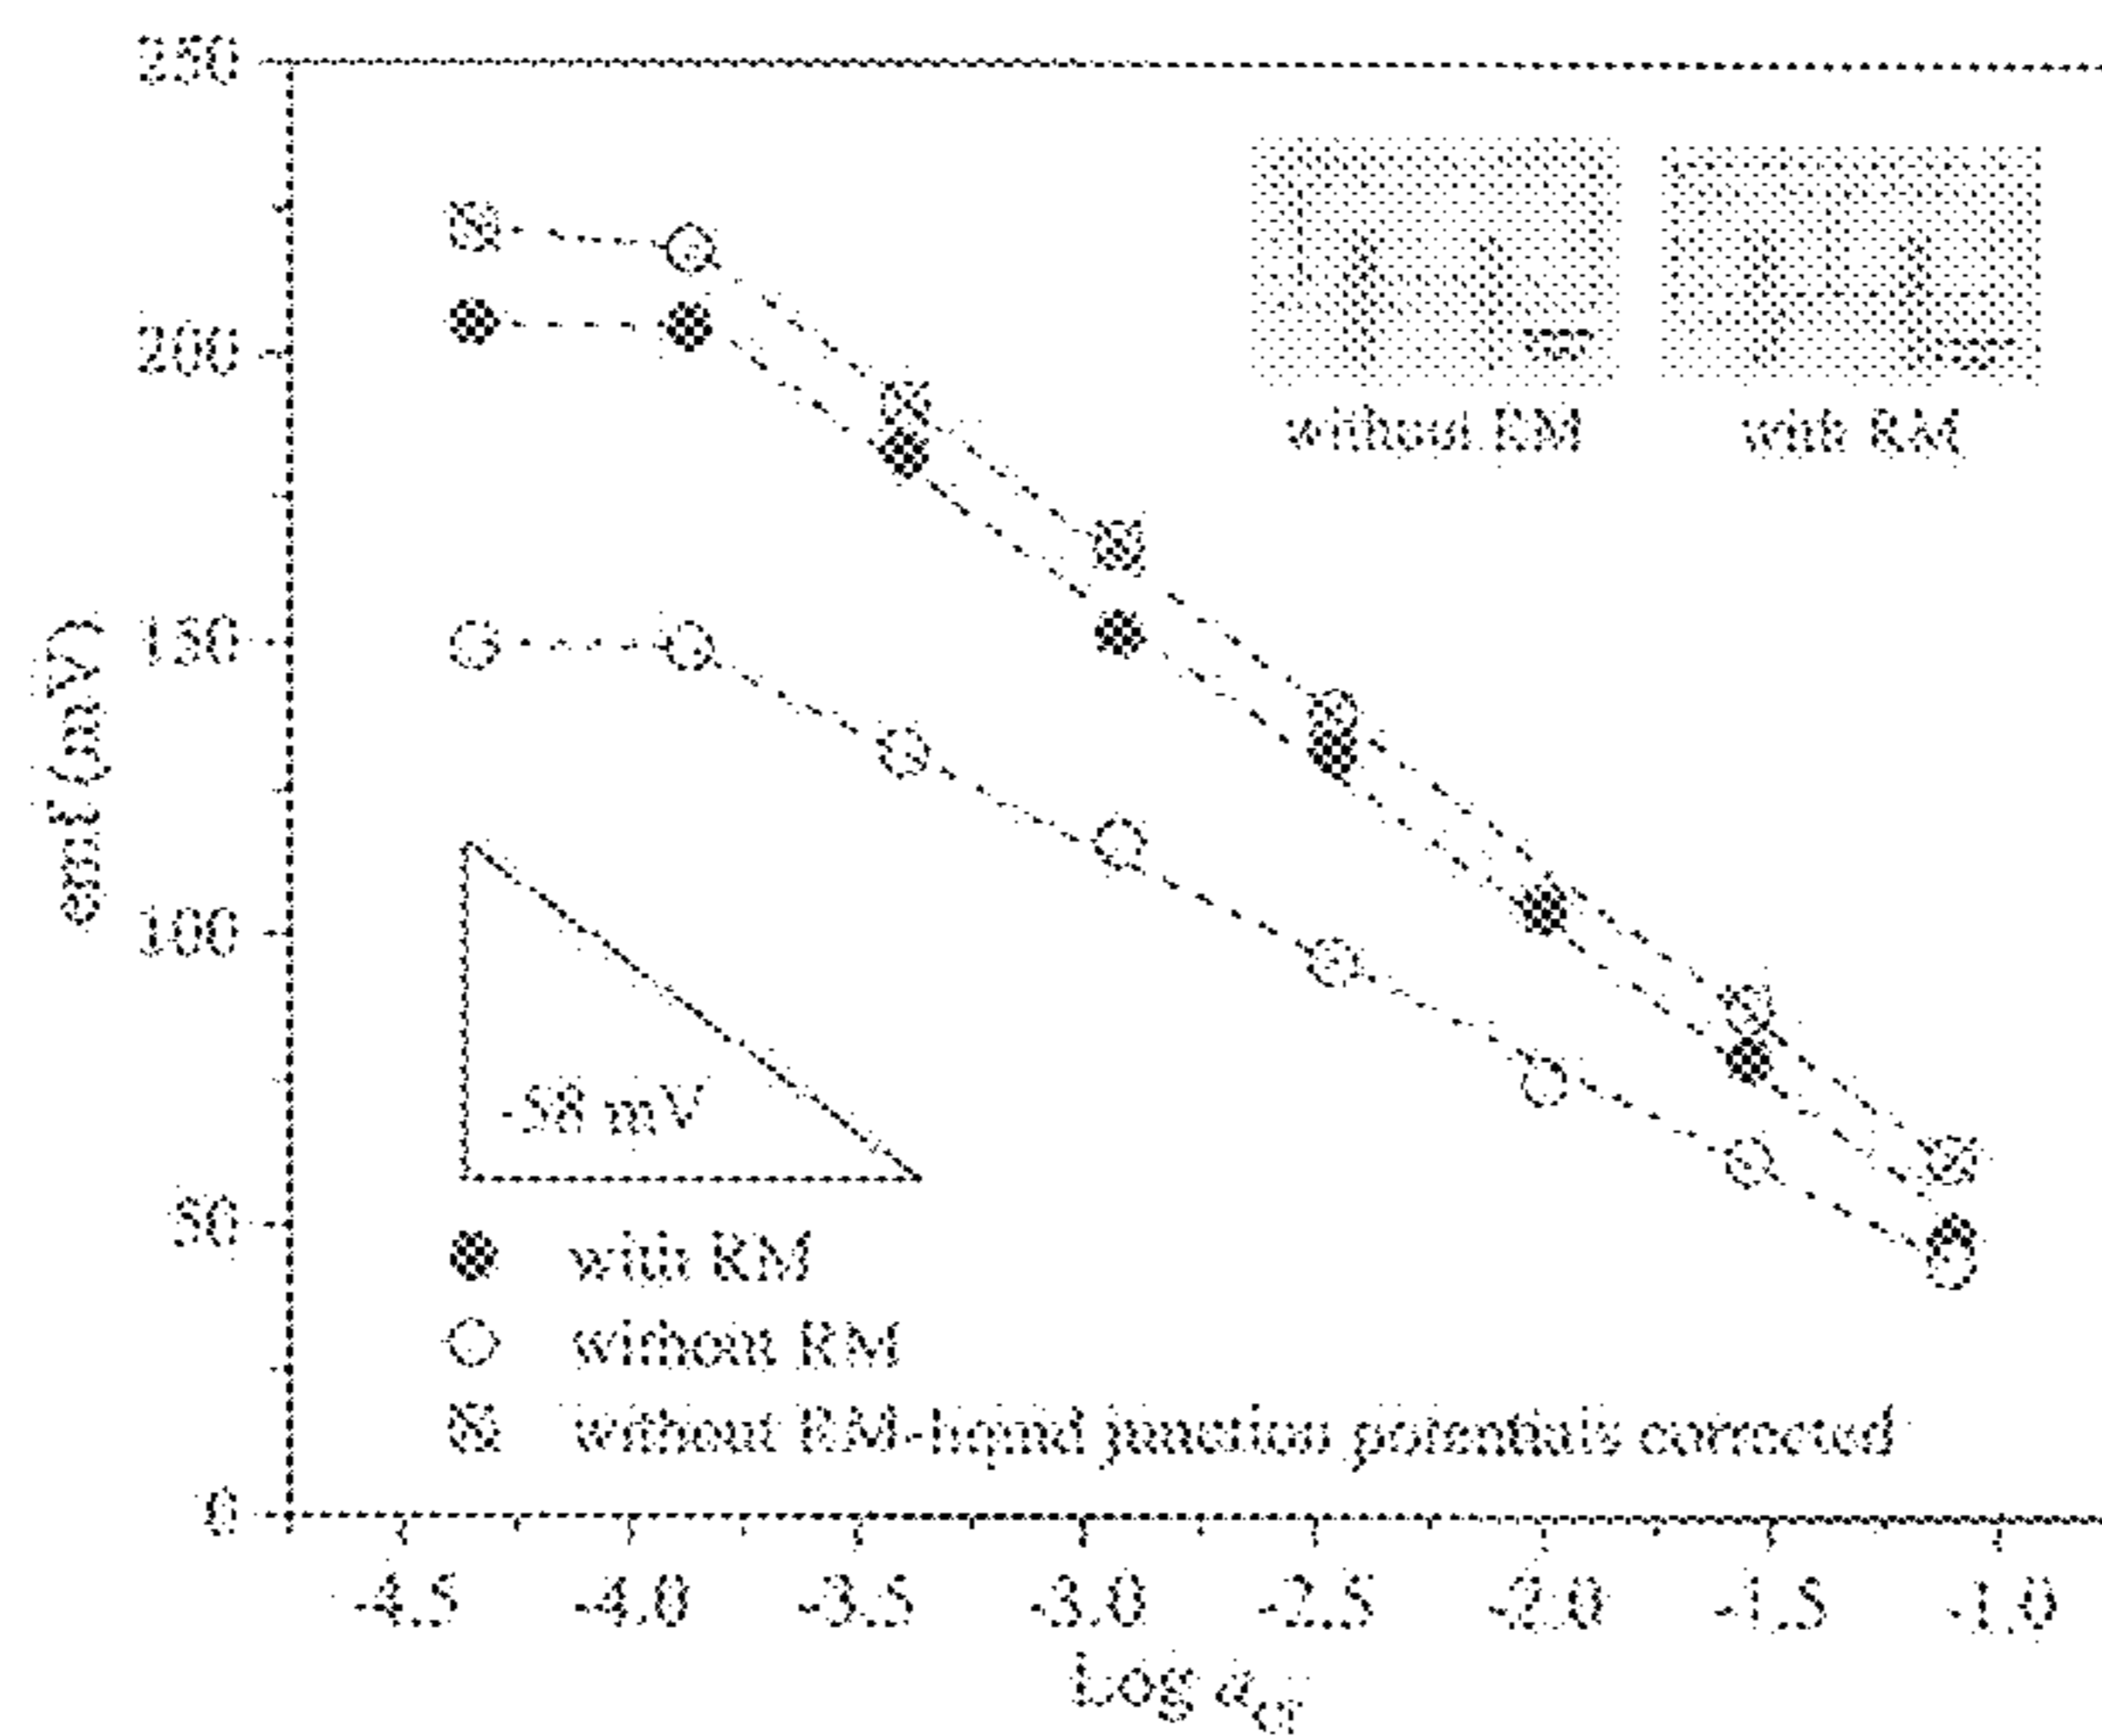 250
200
150
100
50
0
emf (mV)
without RM
with RM
-58 mV
with RM
without RM
without RM-liquid junction potentials corrected
-4.5 -4.0 -3.5 -3.0 -2.5 -2.0 -1.5 -1.0
Log a_Cl⁻